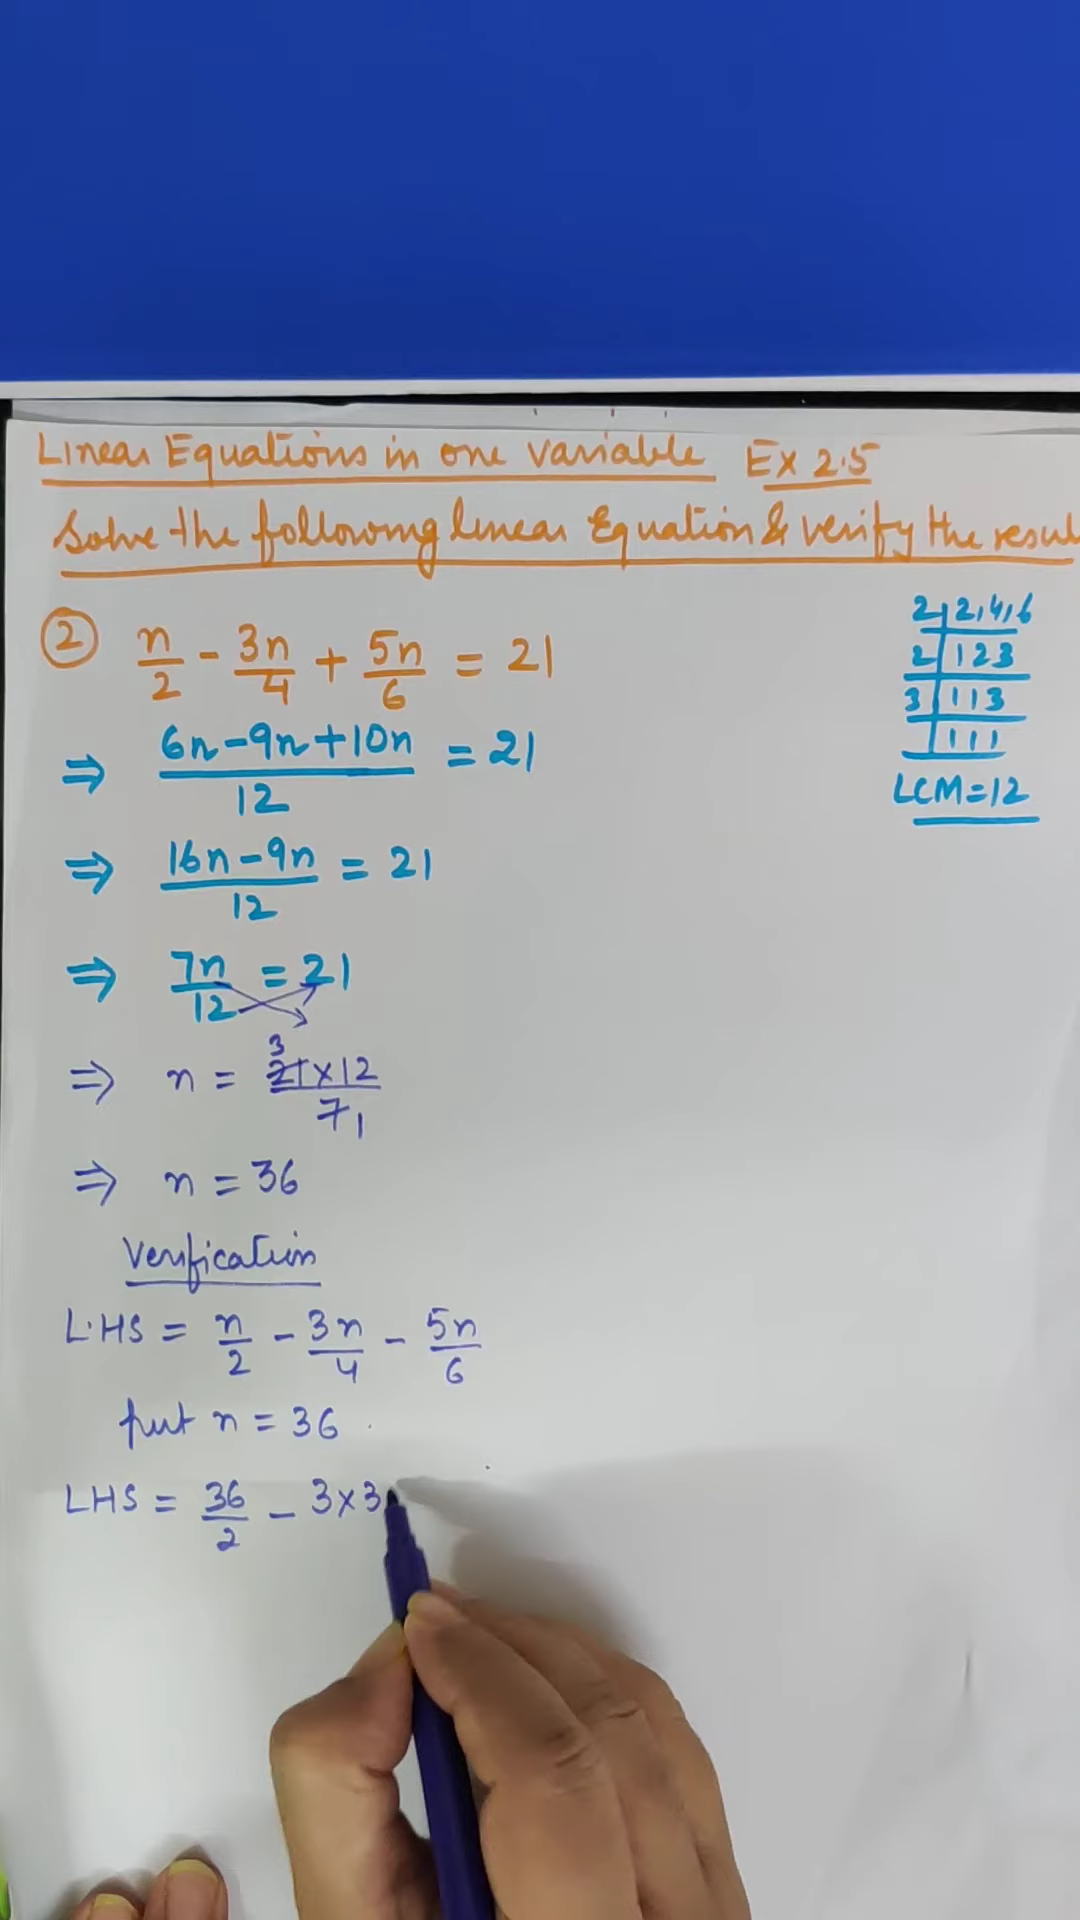 Linear Equations in one variable Ex 2.5
Solve the following linear Equation & verify the resul
② n/2 - 3n/4 + 5n/6 = 21
⇒ 6n-9n+10n/12 = 21
⇒ 16n-9n/12 = 21
⇒ 7n/12 = 21
⇒ n = 3 21×12/7 1
⇒ n = 36
Verification
L.HS = n/2 - 3n/4 - 5n/6
put n = 36
LHS = 36/2 - 3×3
2 2,4,6
2 1 2 3
3 1 1 3
1 1 1
LCM=12